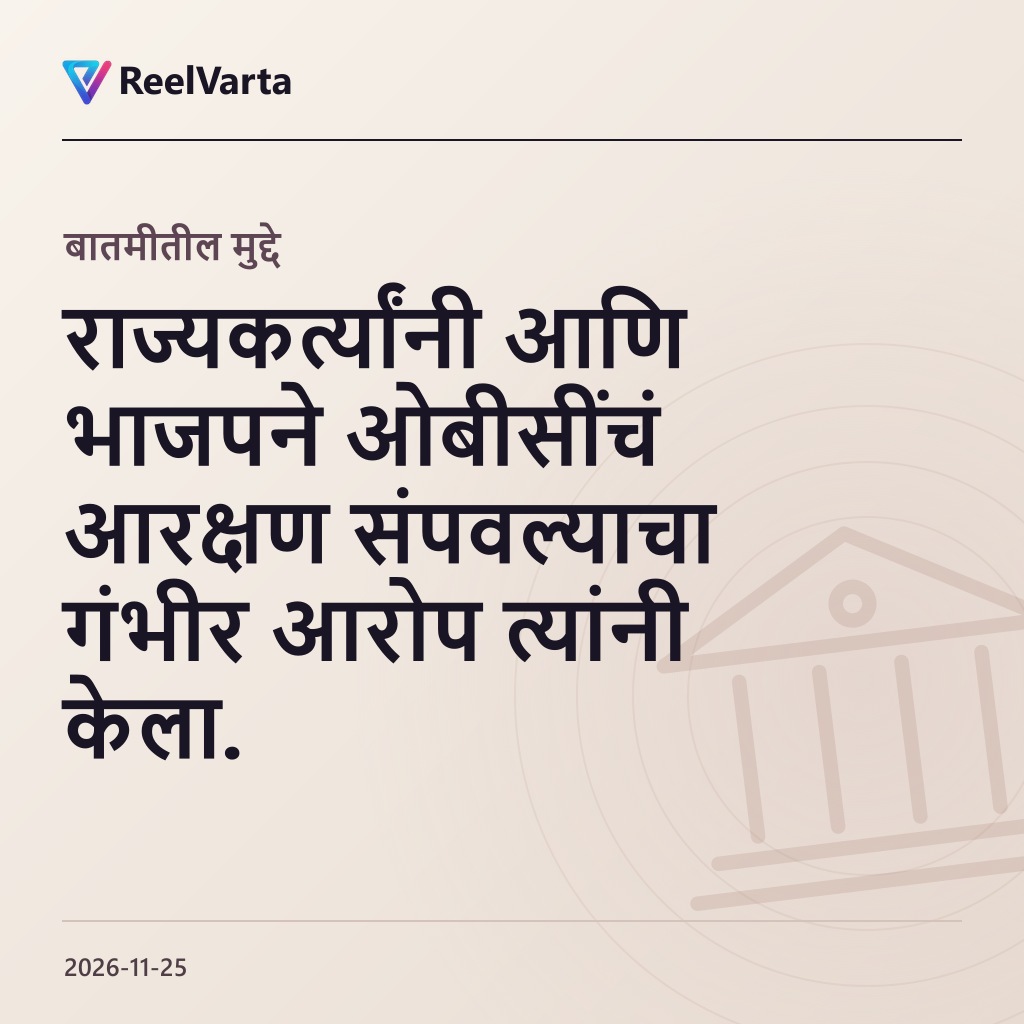 ReelVarta
बातमीतील मुद्दे
राज्यकर्त्यांनी आणि
भाजपने ओबीसींचं
आरक्षण संपवल्याचा
गंभीर आरोप त्यांनी
केला.
2026-11-25